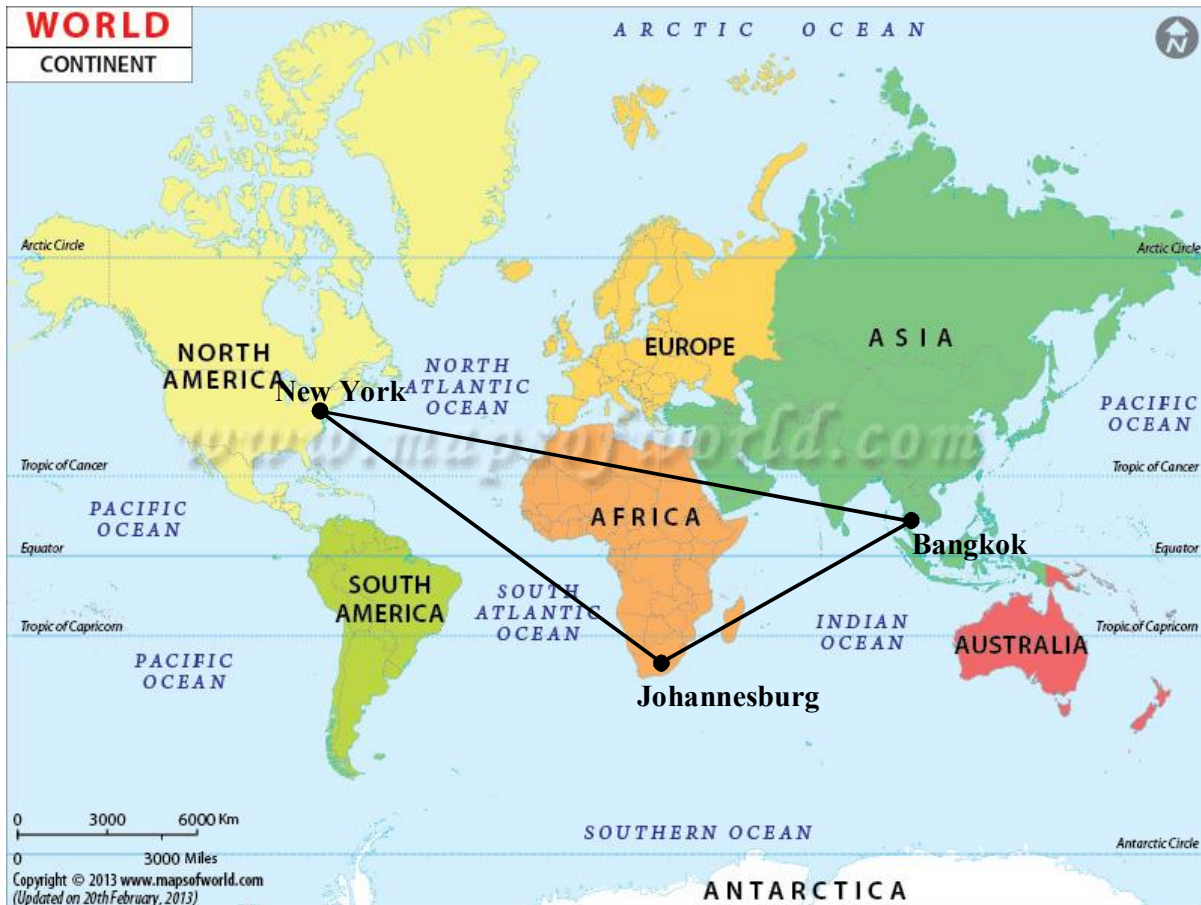 WORLD
CONTINENT
ARCTIC OCEAN
N
Arctic Circle
Arctic Circle
NORTH
AMERICA
New York
NORTH
ATLANTIC
OCEAN
EUROPE
ASIA
PACIFIC
OCEAN
www.mapsofworld.com
Tropic of Cancer
Tropic of Cancer
PACIFIC
OCEAN
AFRICA
Bangkok
Equator
Equator
SOUTH
AMERICA
SOUTH
ATLANTIC
OCEAN
INDIAN
OCEAN
Tropic of Capricorn
Tropic of Capricorn
AUSTRALIA
PACIFIC
OCEAN
Johannesburg
0 3000 6000 Km
0 3000 Miles
SOUTHERN OCEAN
Antarctic Circle
Copyright © 2013 www.mapsofworld.com
(Updated on 20th February, 2013)
ANTARCTICA